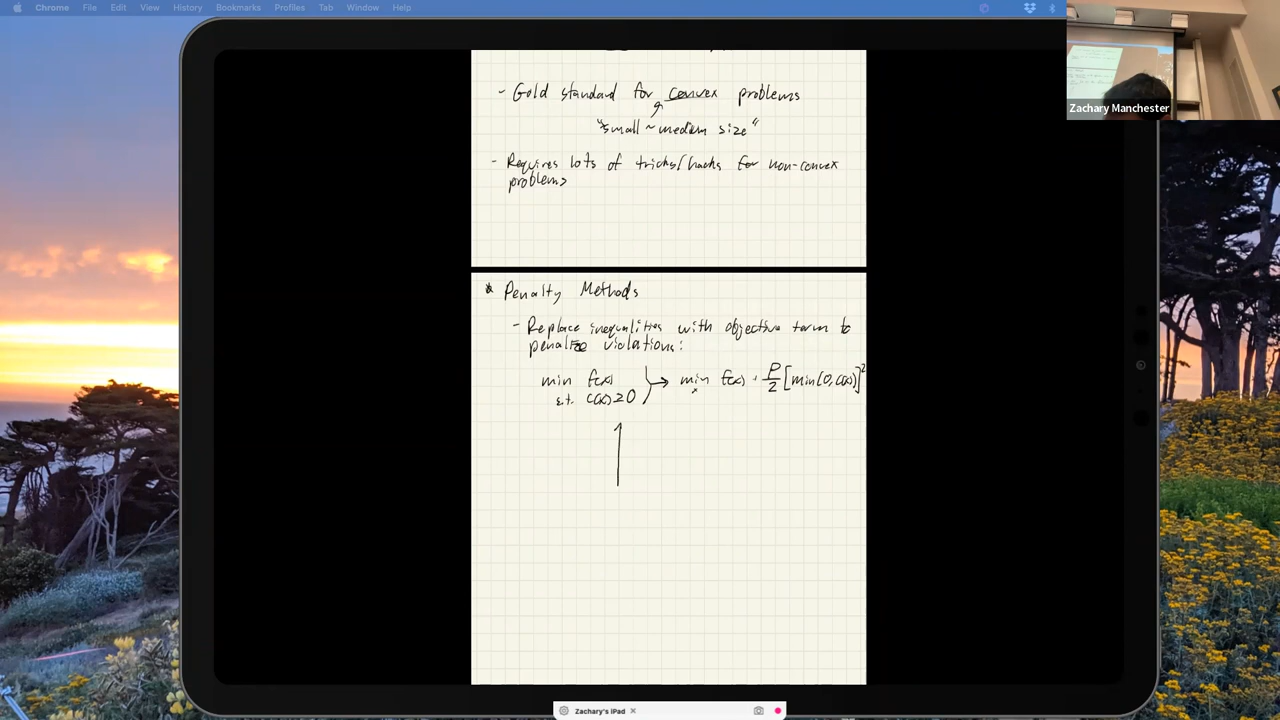 Chrome File Edit View History Bookmarks Profiles Tab Window Help
Zachary Manchester
- Gold standard for convex problems
"small ~ medium size"
- Requires lots of tricks/hacks for non-convex
problems
* Penalty Methods
- Replace inequalities with objective term to
penalize violations:
min f(x) → min f(x) + ρ/2 [min(0, c(x))]²
s.t. c(x) ≥ 0 x
Zachary's iPad